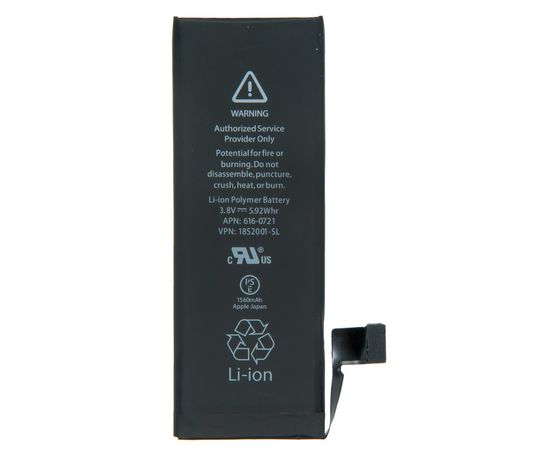 WARNING
Authorized Service
Provider Only
Potential for fire or
burning. Do not
disassemble, puncture,
crush, heat, or burn.
Li-ion Polymer Battery
3.8V⎓ 5.92Whr
APN: 616-0721
VPN: 1852001-SL
c RU US
PS
E
1560mAh
Apple Japan
Li-ion